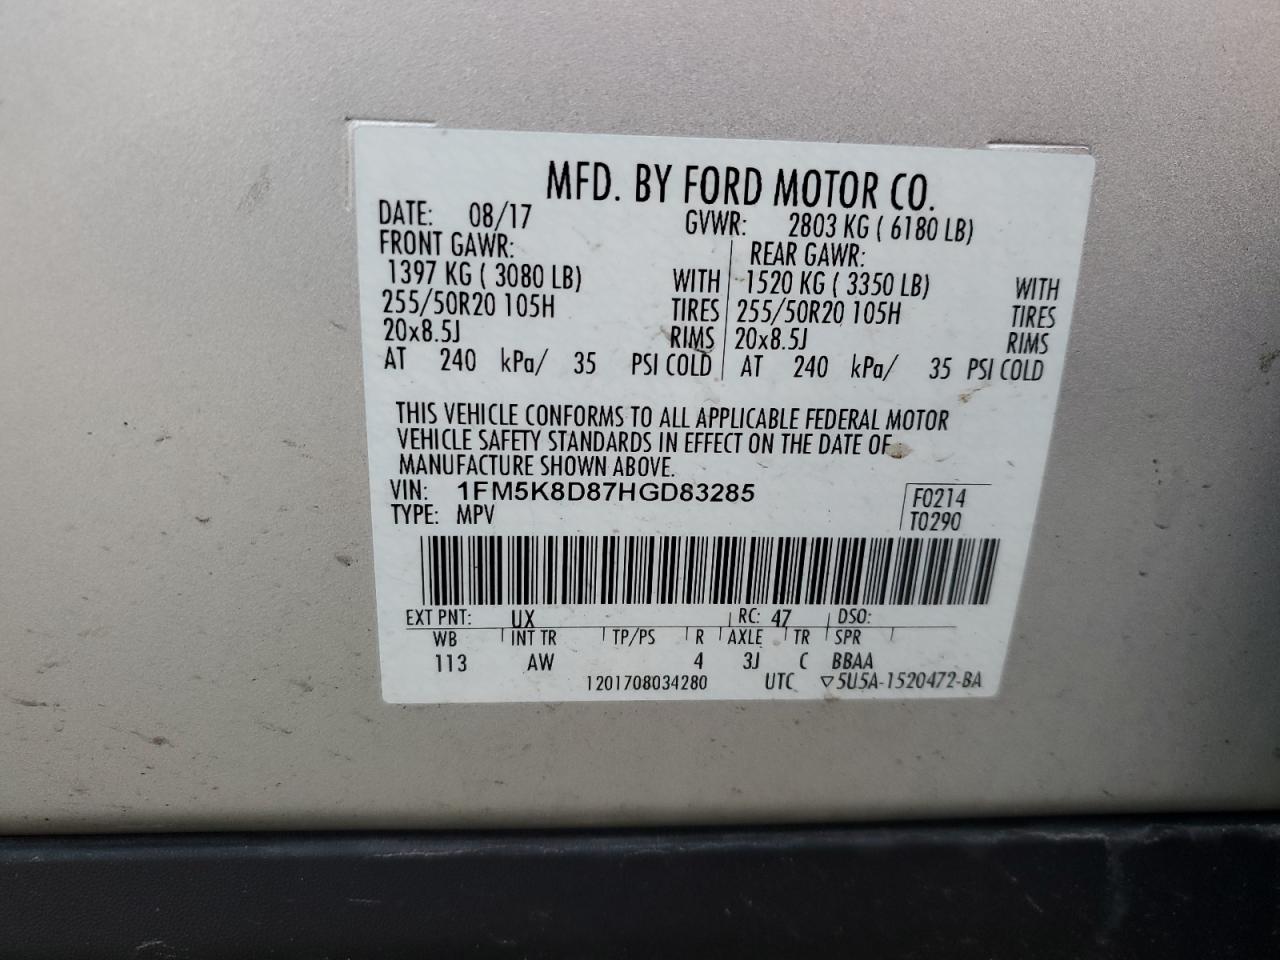 MFD. BY FORD MOTOR CO.
DATE: 08/17 GVWR: 2803 KG ( 6180 LB)
FRONT GAWR: REAR GAWR:
1397 KG ( 3080 LB) WITH 1520 KG ( 3350 LB) WITH
255/50R20 105H TIRES 255/50R20 105H TIRES
20x8.5J RIMS 20x8.5J RIMS
AT 240 kPa/ 35 PSI COLD AT 240 kPa/ 35 PSI COLD
THIS VEHICLE CONFORMS TO ALL APPLICABLE FEDERAL MOTOR
VEHICLE SAFETY STANDARDS IN EFFECT ON THE DATE OF
MANUFACTURE SHOWN ABOVE.
VIN: 1FM5K8D87HGD83285 F0214
TYPE: MPV T0290
EXT PNT: UX RC: 47 DSO:
WB INT TR TP/PS R AXLE TR SPR
113 AW 4 3J C BBAA
1201708034280 UTC ▽5U5A-1520472-BA